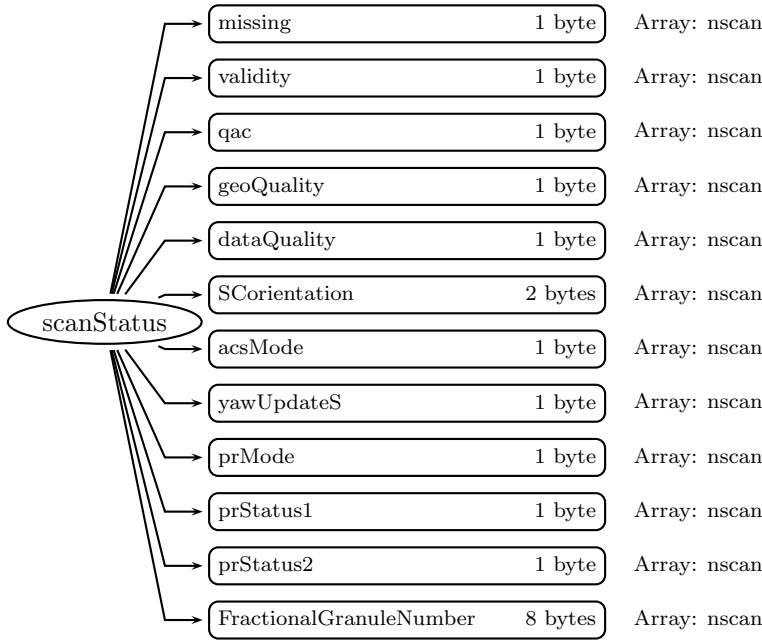 missing 1 byte Array: nscan
validity 1 byte Array: nscan
qac 1 byte Array: nscan
geoQuality 1 byte Array: nscan
dataQuality 1 byte Array: nscan
SCorientation 2 bytes Array: nscan
scanStatus
acsMode 1 byte Array: nscan
yawUpdateS 1 byte Array: nscan
prMode 1 byte Array: nscan
prStatus1 1 byte Array: nscan
prStatus2 1 byte Array: nscan
FractionalGranuleNumber 8 bytes Array: nscan